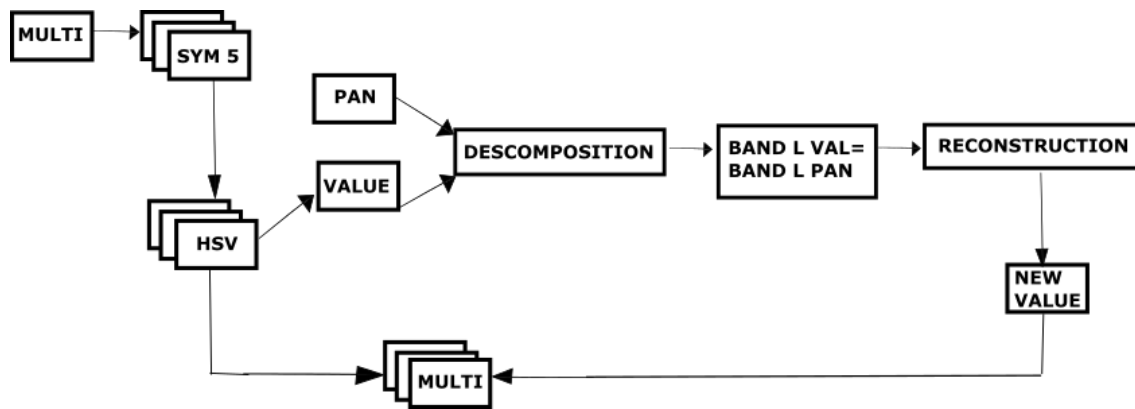 MULTI
SYM 5
PAN
DESCOMPOSITION
BAND L VAL=
BAND L PAN
RECONSTRUCTION
VALUE
HSV
NEW
VALUE
MULTI